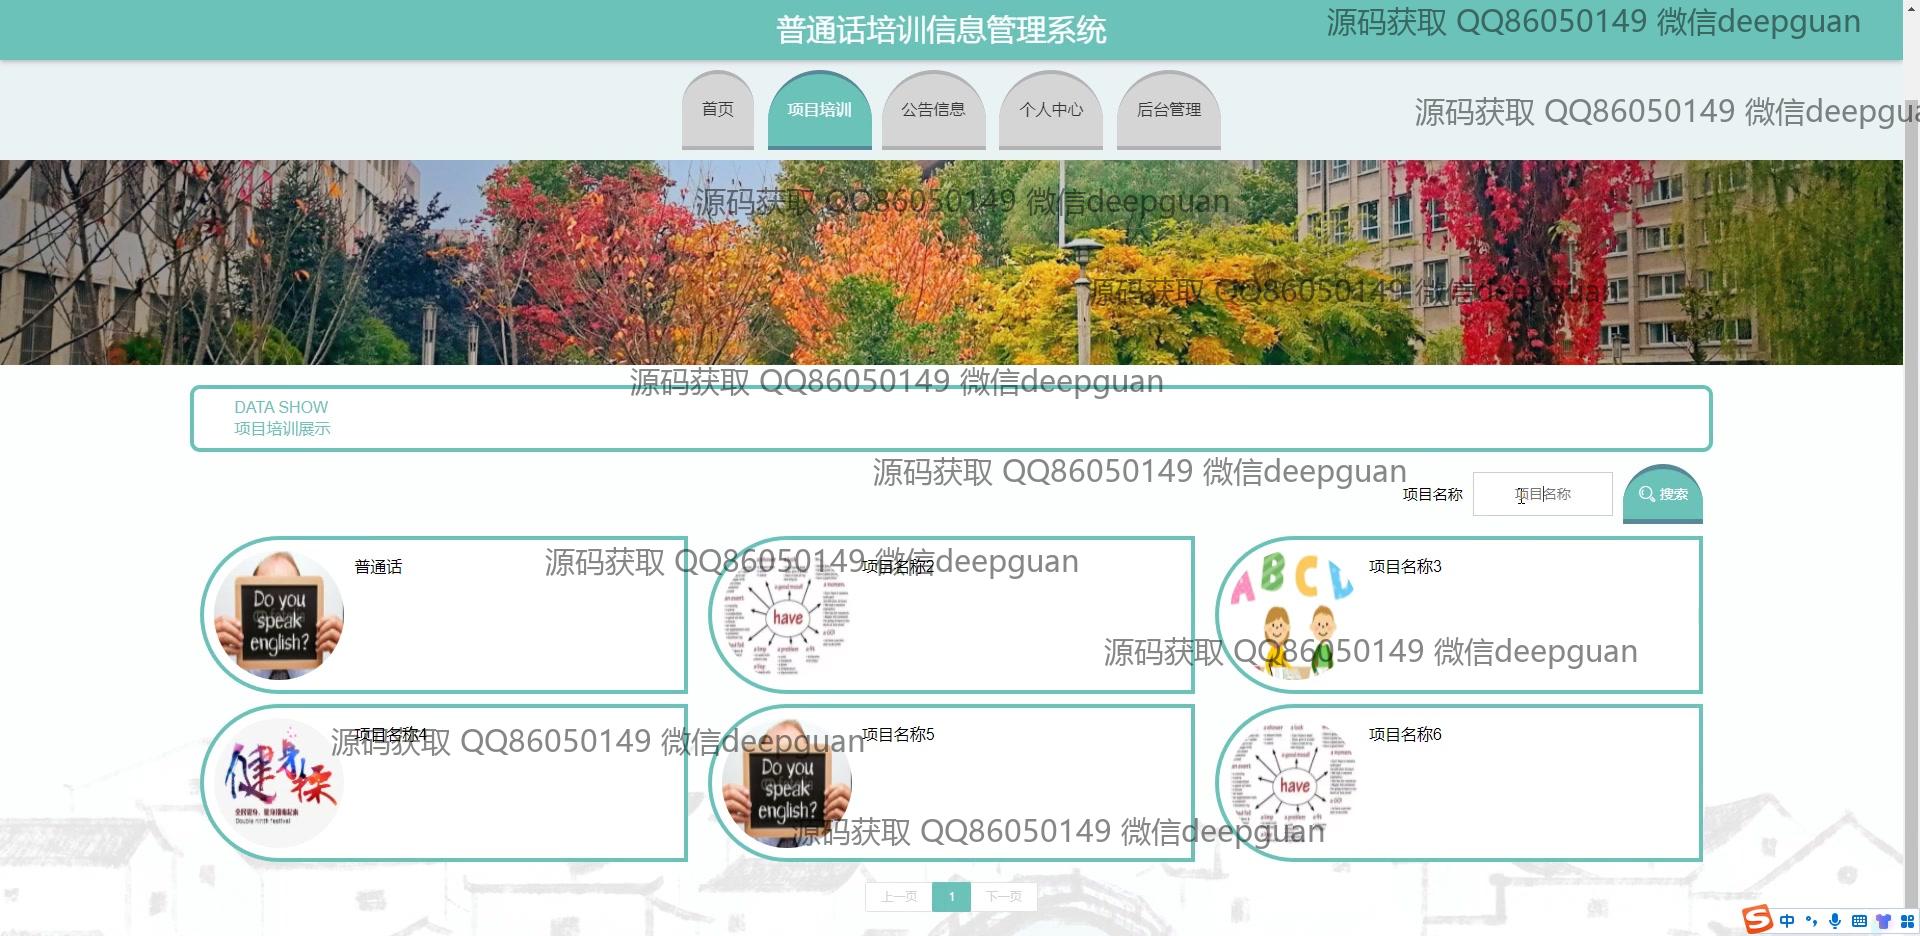 普通话培训信息管理系统
源码获取 QQ86050149 微信deepguan
首页
项目培训
公告信息
个人中心
后台管理
源码获取 QQ86050149 微信deepgua
源码获取 QQ86050149 微信deepguan
源码获取 QQ86050149 微信deepguan
源码获取 QQ86050149 微信deepguan
DATA SHOW
项目培训展示
源码获取 QQ86050149 微信deepguan
项目名称
项目名称
搜索
源码获取 QQ86050149 微信deepguan
Do you
speak
english?
普通话
have
项目名称2
A B C L
项目名称3
源码获取 QQ86050149 微信deepguan
源码获取 QQ86050149 微信deepguan
健身操
Double ninth festival
项目名称4
Do you
speak
english?
项目名称5
have
项目名称6
源码获取 QQ86050149 微信deepguan
上一页
1
下一页
中